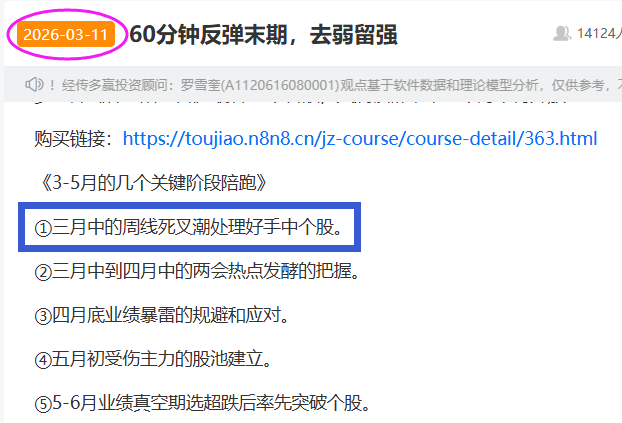 2026-03-11 60分钟反弹末期，去弱留强 14124人
！经传多赢投资顾问：罗雪奎(A1120616080001)观点基于软件数据和理论模型分析，仅供参考，不
购买链接：https://toujiao.n8n8.cn/jz-course/course-detail/363.html
《3-5月的几个关键阶段陪跑》
①三月中的周线死叉潮处理好手中个股。
②三月中到四月中的两会热点发酵的把握。
③四月底业绩暴雷的规避和应对。
④五月初受伤主力的股池建立。
⑤5-6月业绩真空期选超跌后率先突破个股。